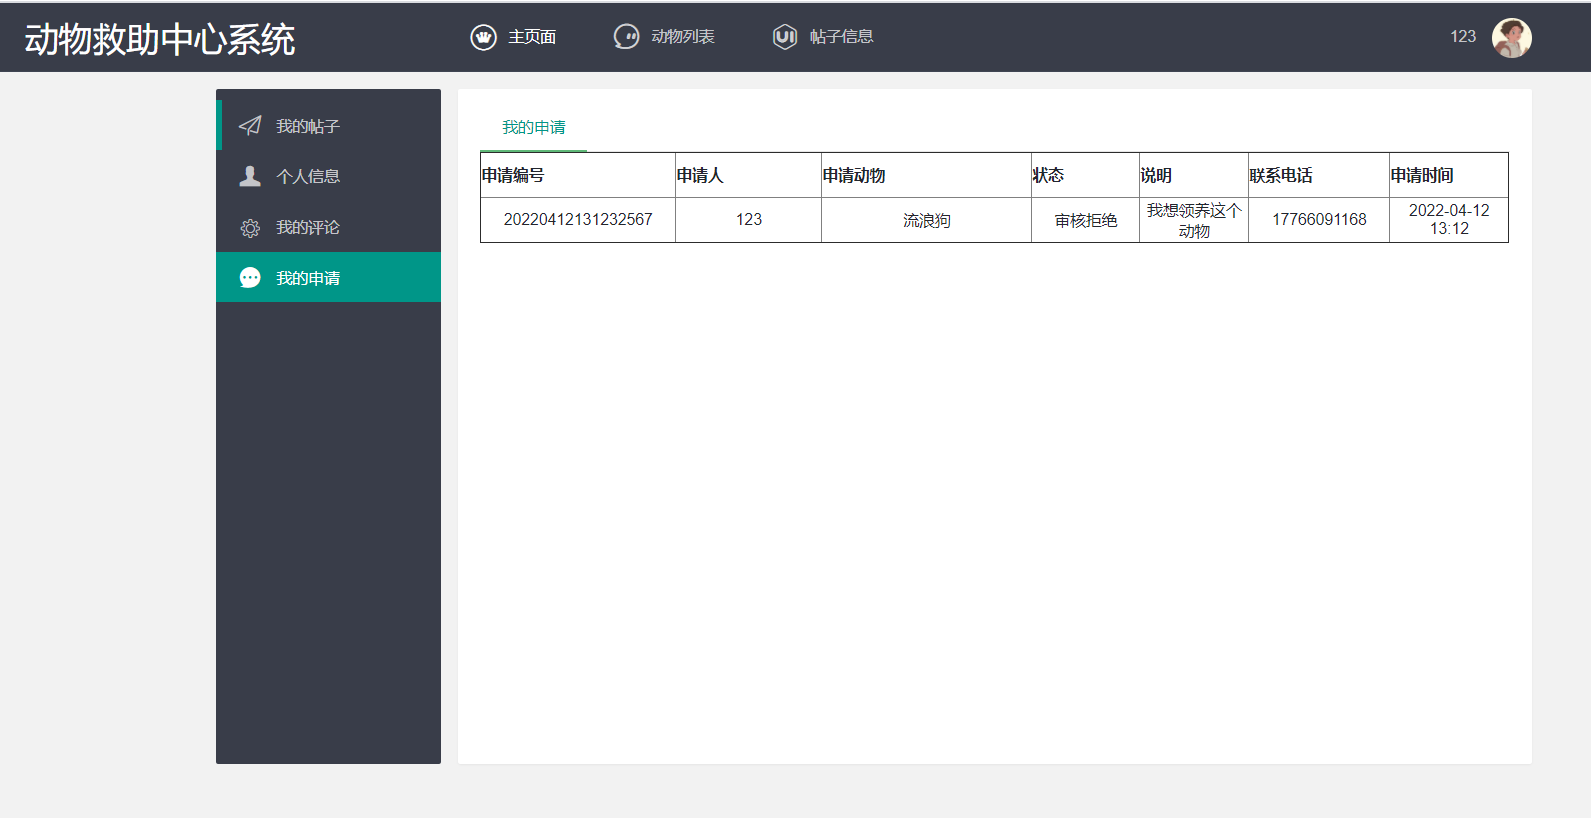 动物救助中心系统
主页面
动物列表
帖子信息
123
我的帖子
个人信息
我的评论
我的申请
我的申请
申请编号 申请人 申请动物 状态 说明 联系电话 申请时间
20220412131232567 123 流浪狗 审核拒绝 我想领养这个 17766091168 2022-04-12
动物 13:12